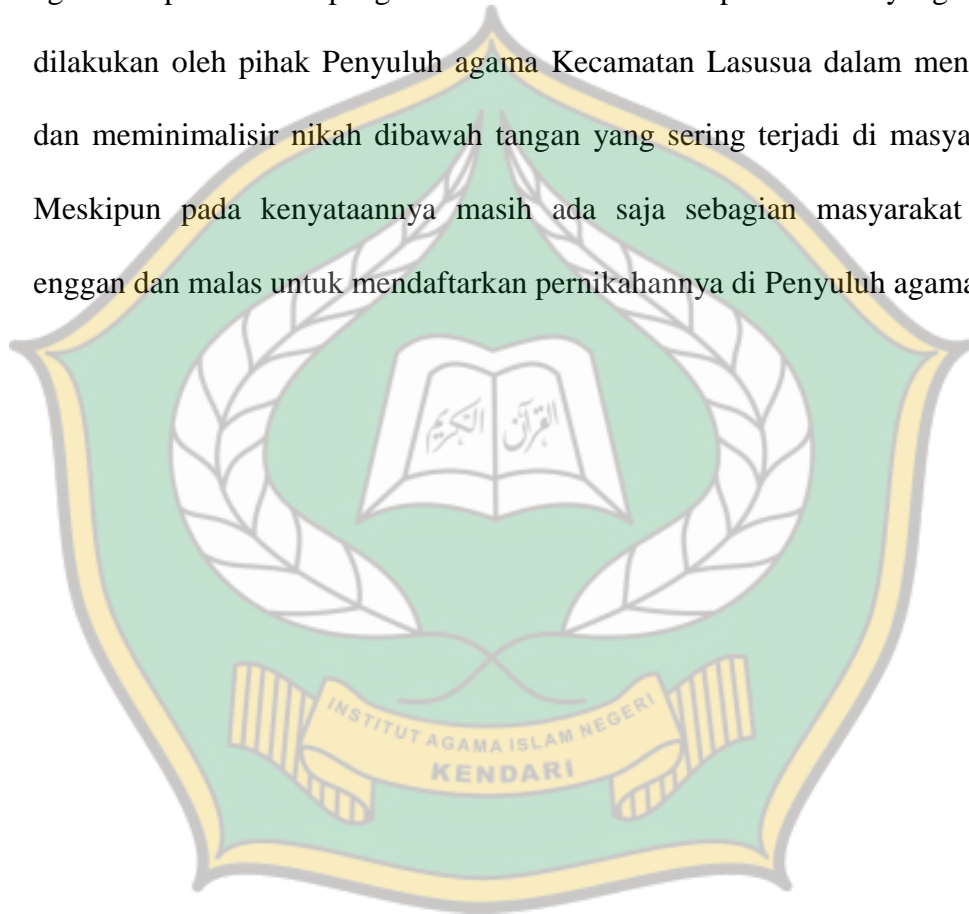 dilakukan oleh pihak Penyuluh agama Kecamatan Lasusua dalam men
dan meminimalisir nikah dibawah tangan yang sering terjadi di masya
Meskipun pada kenyataannya masih ada saja sebagian masyarakat
enggan dan malas untuk mendaftarkan pernikahannya di Penyuluh agama
القرآن الكريم
INSTITUT AGAMA ISLAM NEGERI
KENDARI